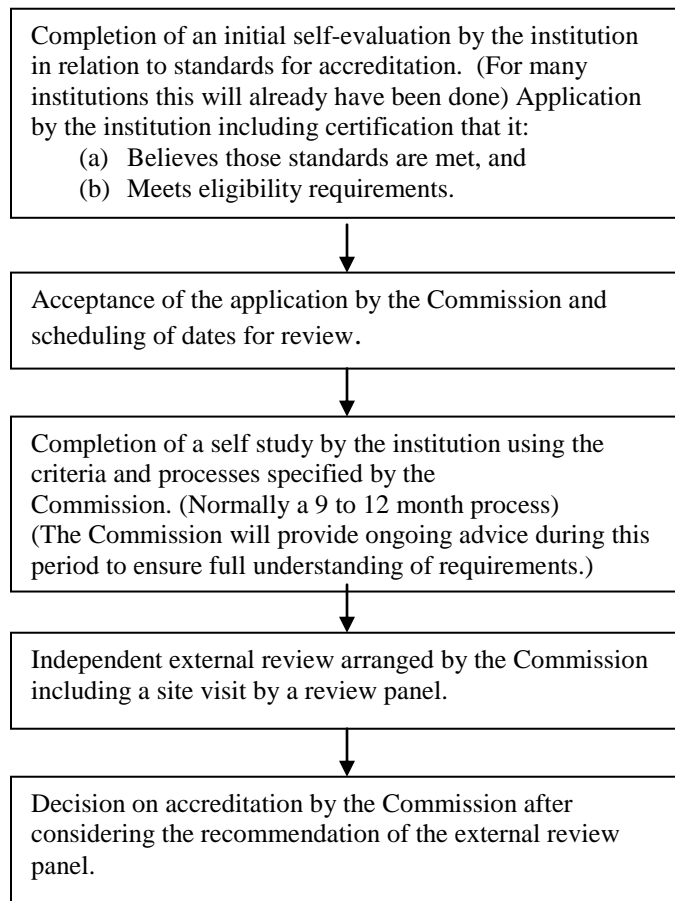 Completion of an initial self-evaluation by the institution
in relation to standards for accreditation.  (For many
institutions this will already have been done) Application
by the institution including certification that it:
(a) Believes those standards are met, and
(b) Meets eligibility requirements.
Acceptance of the application by the Commission and
scheduling of dates for review.
Completion of a self study by the institution using the
criteria and processes specified by the
Commission. (Normally a 9 to 12 month process)
(The Commission will provide ongoing advice during this
period to ensure full understanding of requirements.)
Independent external review arranged by the Commission
including a site visit by a review panel.
Decision on accreditation by the Commission after
considering the recommendation of the external review
panel.